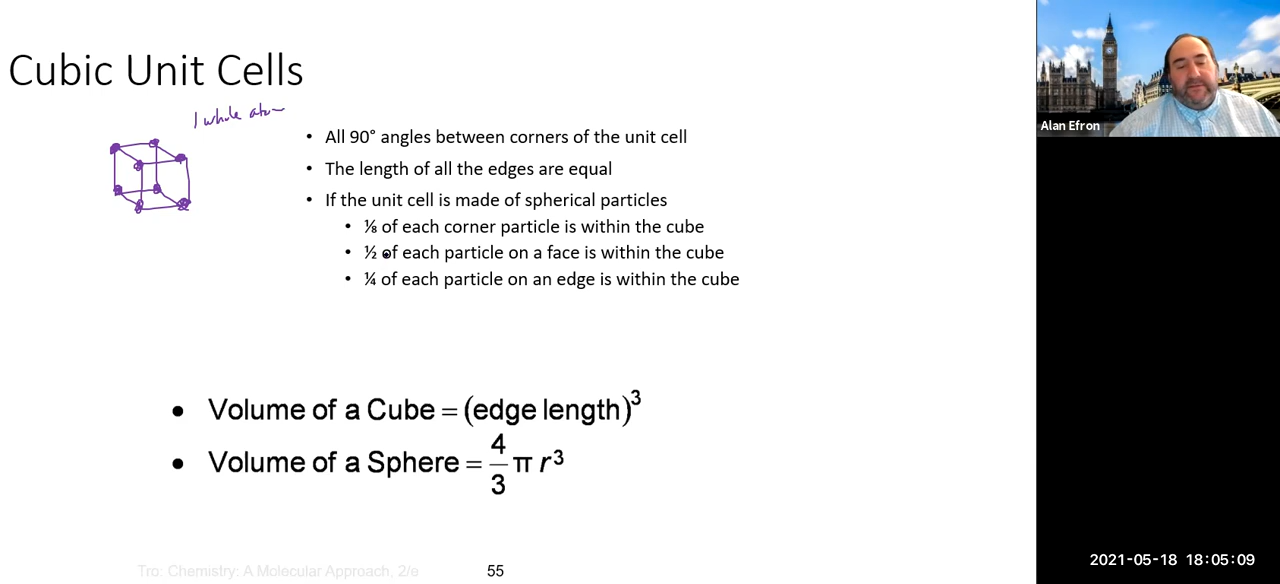 Cubic Unit Cells
1 whole atom
• All 90° angles between corners of the unit cell
• The length of all the edges are equal
• If the unit cell is made of spherical particles
• ⅛ of each corner particle is within the cube
• ½ of each particle on a face is within the cube
• ¼ of each particle on an edge is within the cube
• Volume of a Cube = (edge length)³
• Volume of a Sphere = 4/3 π r³
Tro: Chemistry: A Molecular Approach, 2/e
55
Alan Efron
2021-05-18 18:05:09